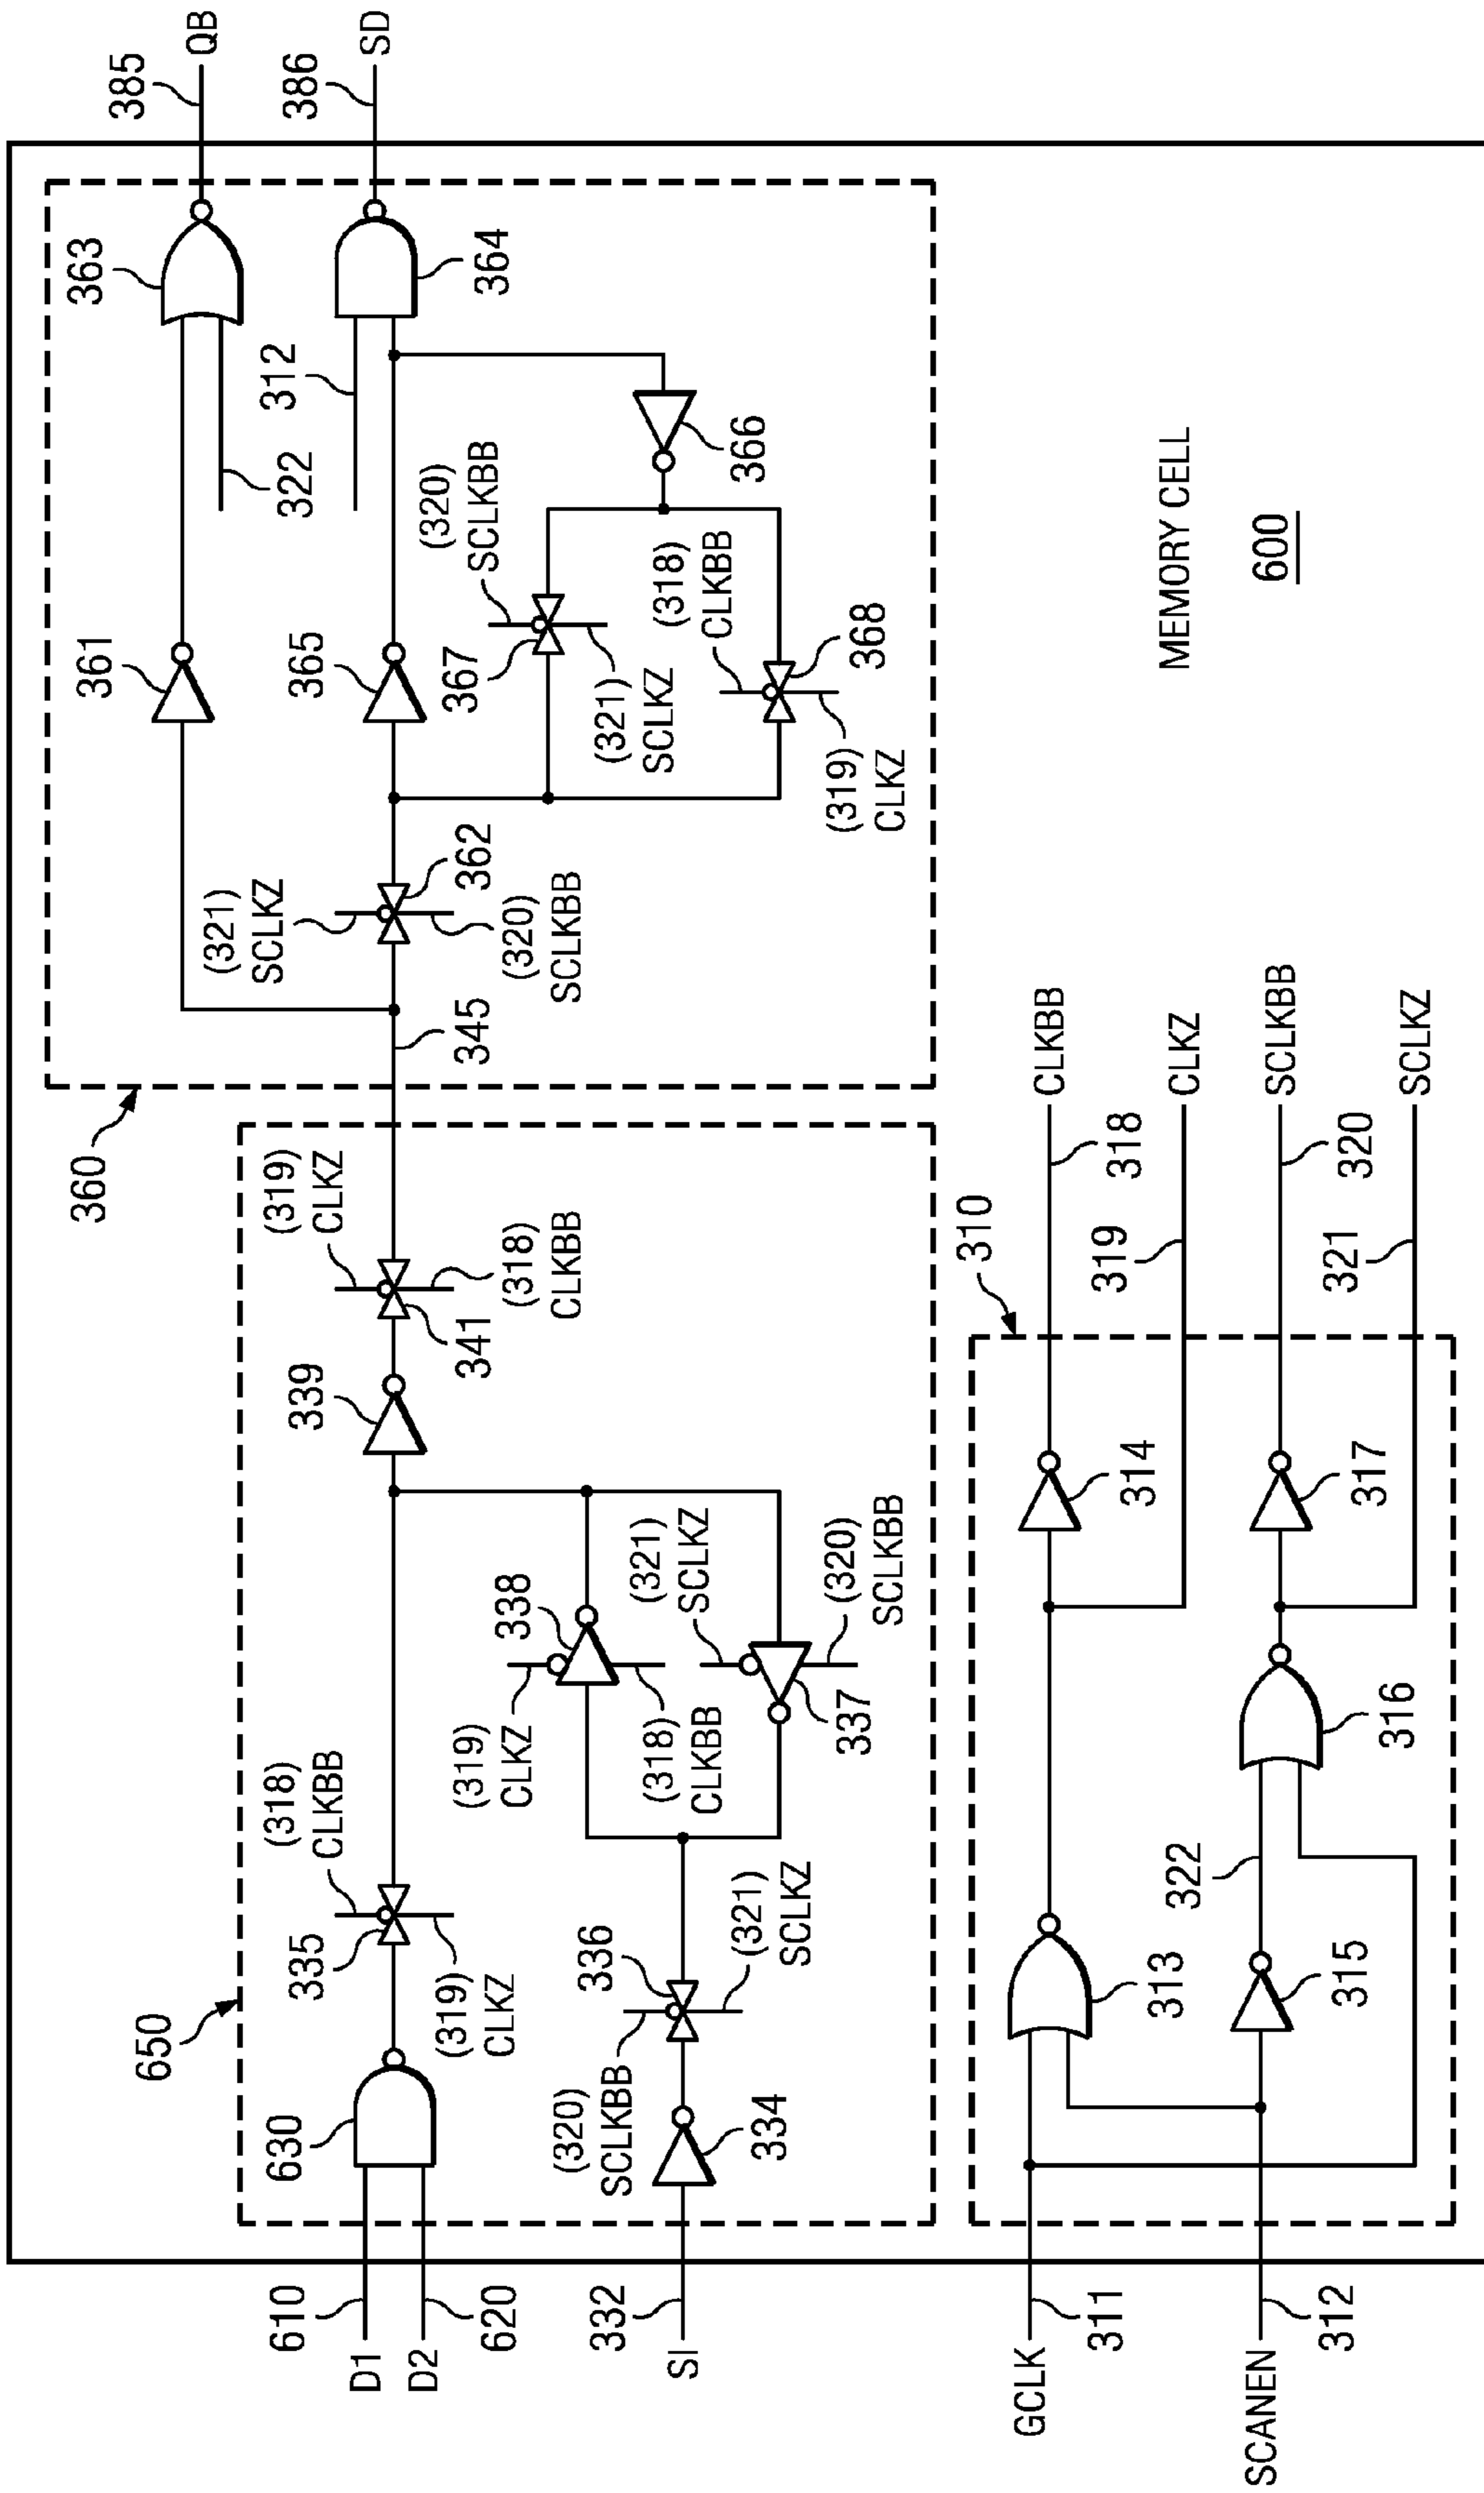 D1
610
D2
620
SI
332
GCLK
311
SCANEN
312
650
630
335
(318)
CLKBB
(319)
CLKZ
334
336
(320)
SCLKBB
(321)
SCLKZ
338
(319)
CLKZ
(318)
CLKBB
337
(321)
SCLKZ
(320)
SCLKBB
339
341
(319)
CLKZ
(318)
CLKBB
360
345
362
(321)
SCLKZ
(320)
SCLKBB
361
365
367
(320)
SCLKBB
(321)
SCLKZ
368
(318)
CLKBB
(319)
CLKZ
366
322
312
363
364
385
QB
386
SD
310
313
314
315
322
316
317
318
CLKBB
319
CLKZ
320
SCLKBB
321
SCLKZ
MEMORY CELL
600